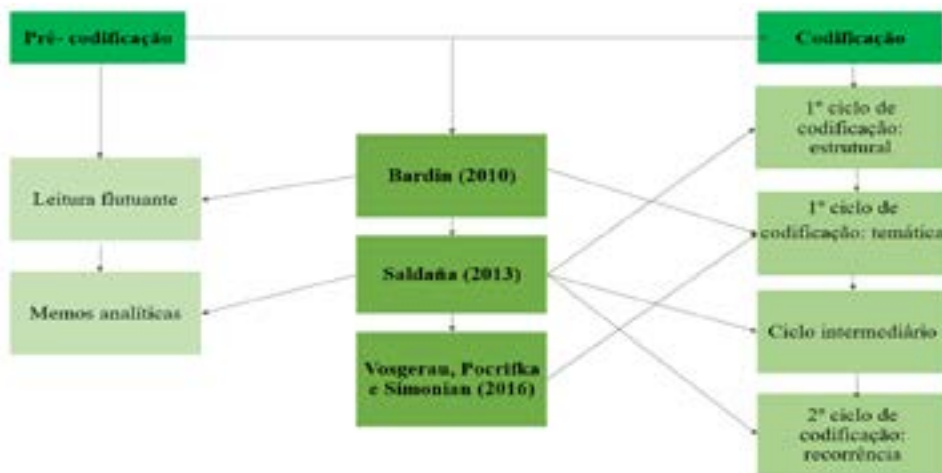 Pré- codificação
Codificação
Leitura flutuante
Memos analíticas
Bardin (2010)
Saldaña (2013)
Vosgerau, Pocrifka
e Simonian (2016)
1º ciclo de
codificação:
estrutural
1º ciclo de
codificação: temática
Ciclo intermediário
2º ciclo de
codificação:
recorrência